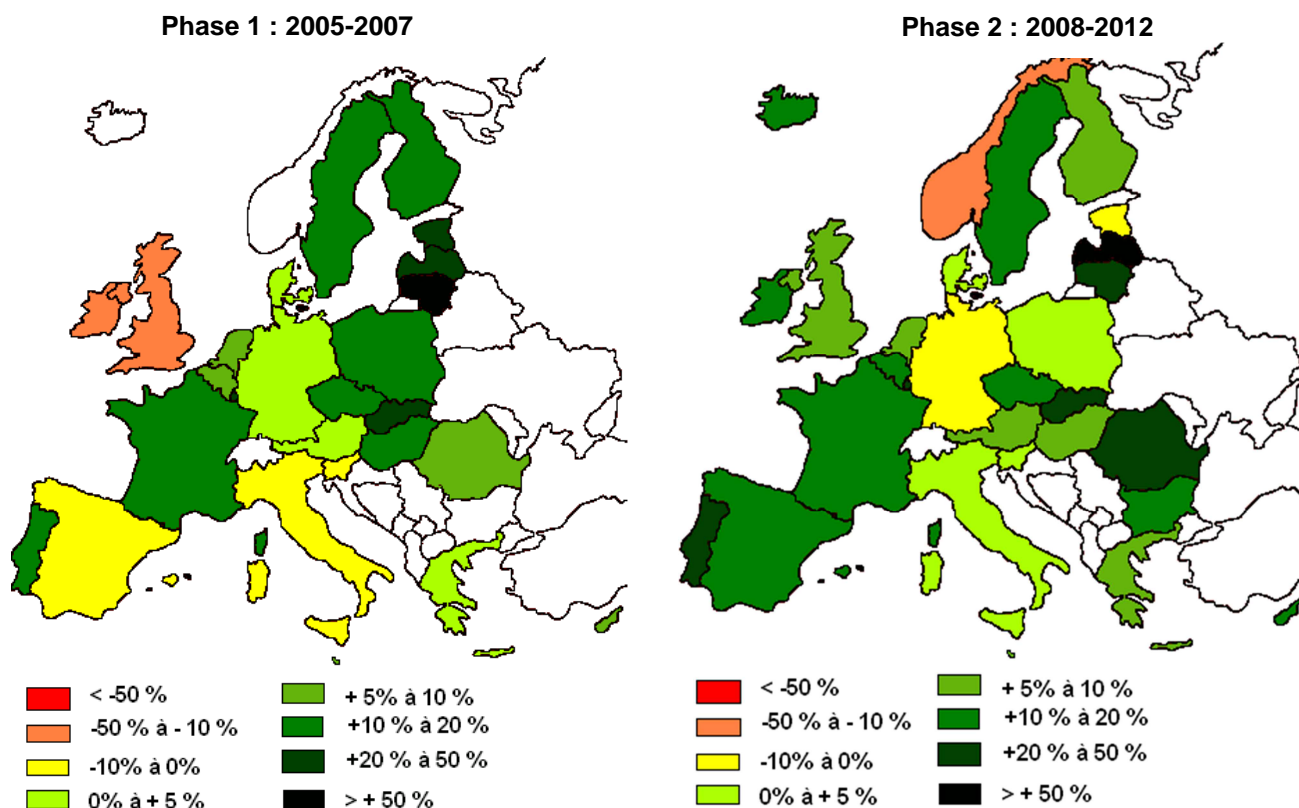 Phase 1 : 2005-2007
Phase 2 : 2008-2012
< -50 %
-50 % à - 10 %
-10% à 0%
0% à + 5 %
+ 5% à 10 %
+10 % à 20 %
+20 % à 50 %
> + 50 %
< -50 %
-50 % à - 10 %
-10% à 0%
0% à + 5 %
+ 5% à 10 %
+10 % à 20 %
+20 % à 50 %
> + 50 %